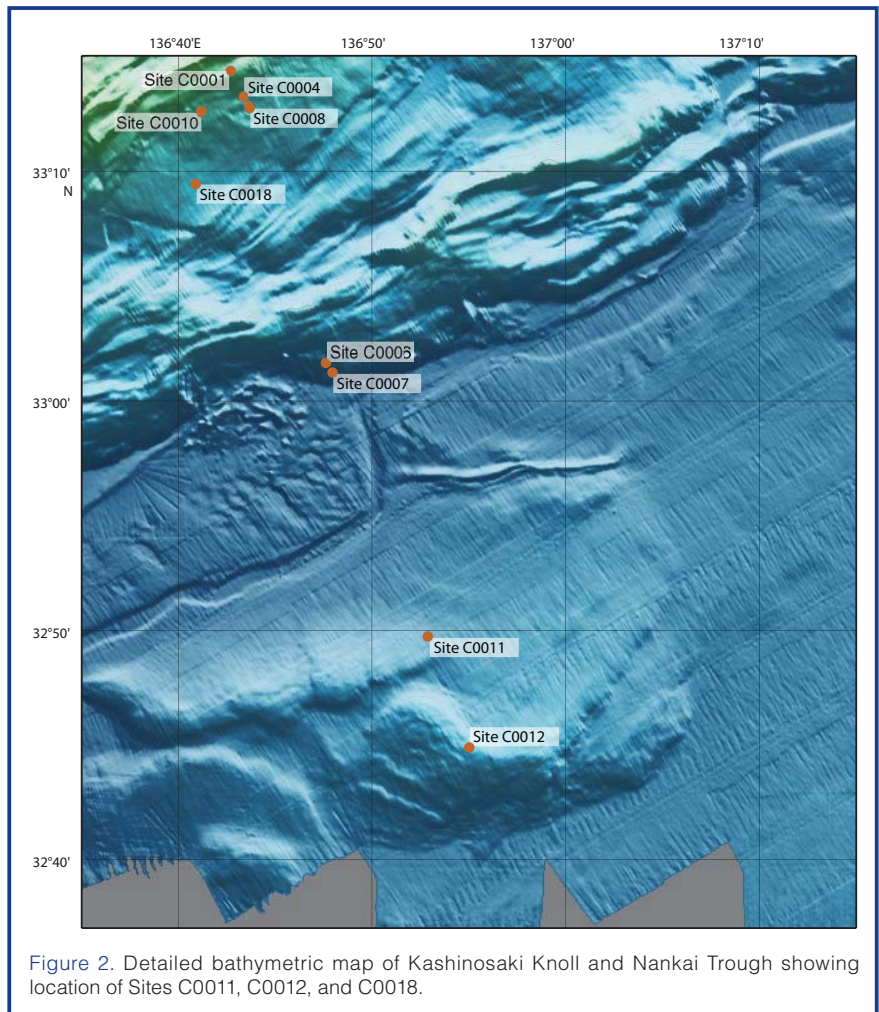 136°40'E 136°50' 137°00' 137°10'
Site C0001
Site C0004
Site C0010
Site C0008
33°10'
N
Site C0018
Site C0006
Site C0007
33°00'
32°50'
Site C0011
Site C0012
32°40'
Figure 2. Detailed bathymetric map of Kashinosaki Knoll and Nankai Trough showing
location of Sites C0011, C0012, and C0018.